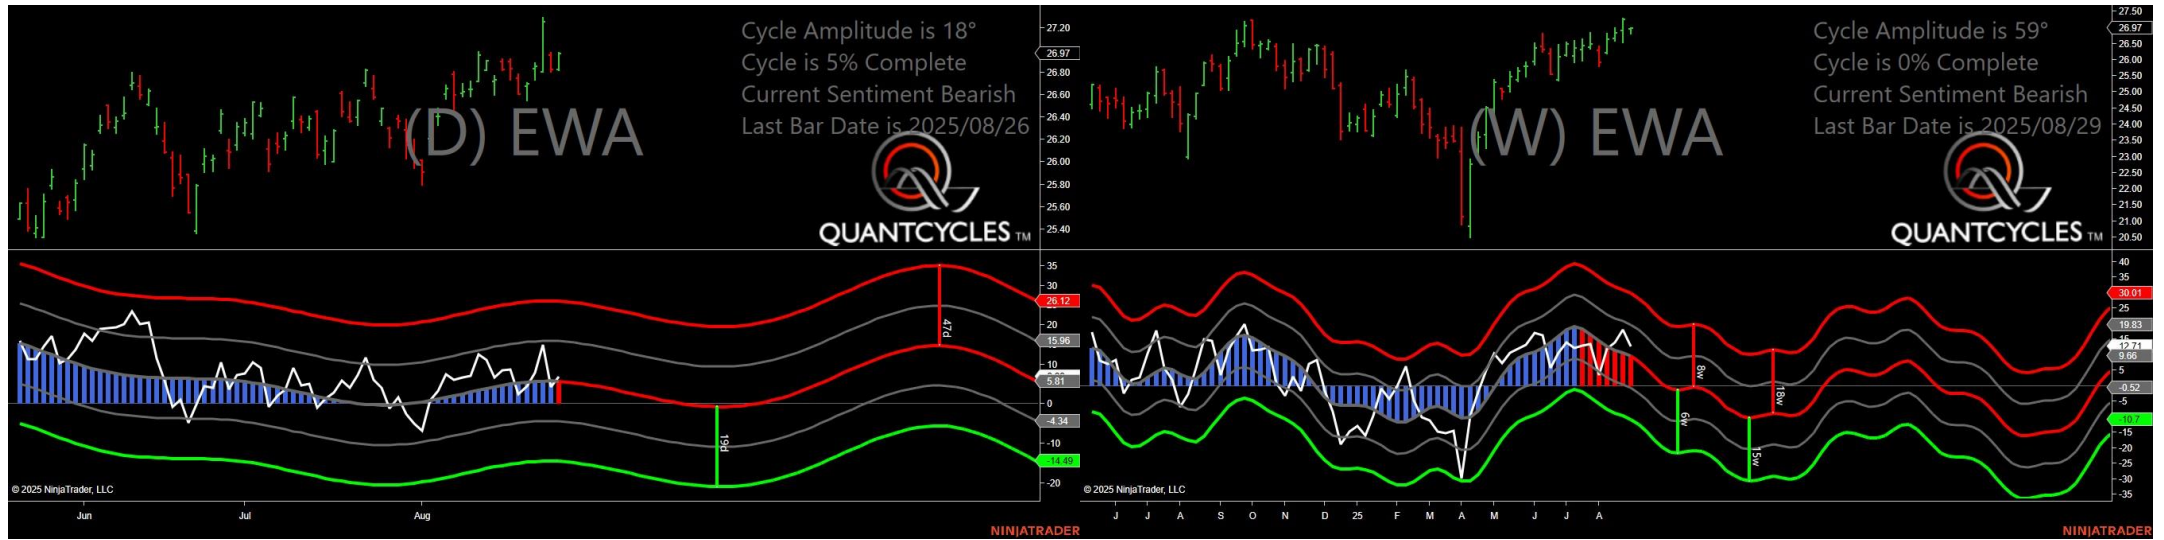 Cycle Amplitude is 18°
Cycle is 5% Complete
Current Sentiment Bearish
Last Bar Date is 2025/08/26
(D) EWA
QUANTCYCLES TM
27.20
26.97
26.80
26.60
26.40
26.20
26.00
25.80
25.60
25.40
35
30
26.12
20
15.96
10
5.81
0
-4.34
-10
-14.49
-20
47d
19d
© 2025 NinjaTrader, LLC
Jun
Jul
Aug
NINJATRADER
Cycle Amplitude is 59°
Cycle is 0% Complete
Current Sentiment Bearish
Last Bar Date is 2025/08/29
(W) EWA
QUANTCYCLES TM
27.50
26.97
26.50
26.00
25.50
25.00
24.50
24.00
23.50
23.00
22.50
22.00
21.50
21.00
20.50
40
35
30.01
25
19.83
12.71
9.66
5
-0.52
-5
-10.7
-15
-20
-25
-30
-35
8w
18w
6w
15w
© 2025 NinjaTrader, LLC
J J A S O N D 25 F M A M J J A
NINJATRADER